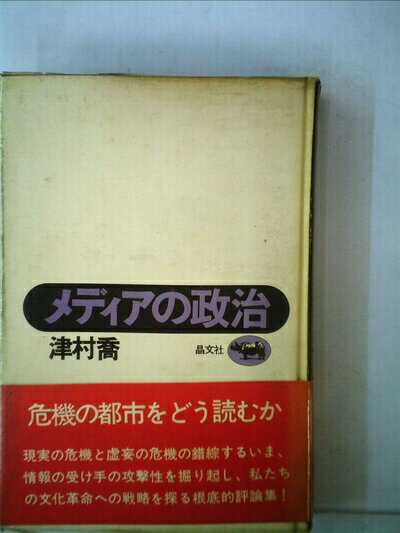 メディアの政治
津村喬
晶文社
危機の都市をどう読むか
現実の危機と虚妄の危機の錯綜するいま、
情報の受け手の攻撃性を掘り起し、私たち
の文化革命への戦略を探る根底的評論集！